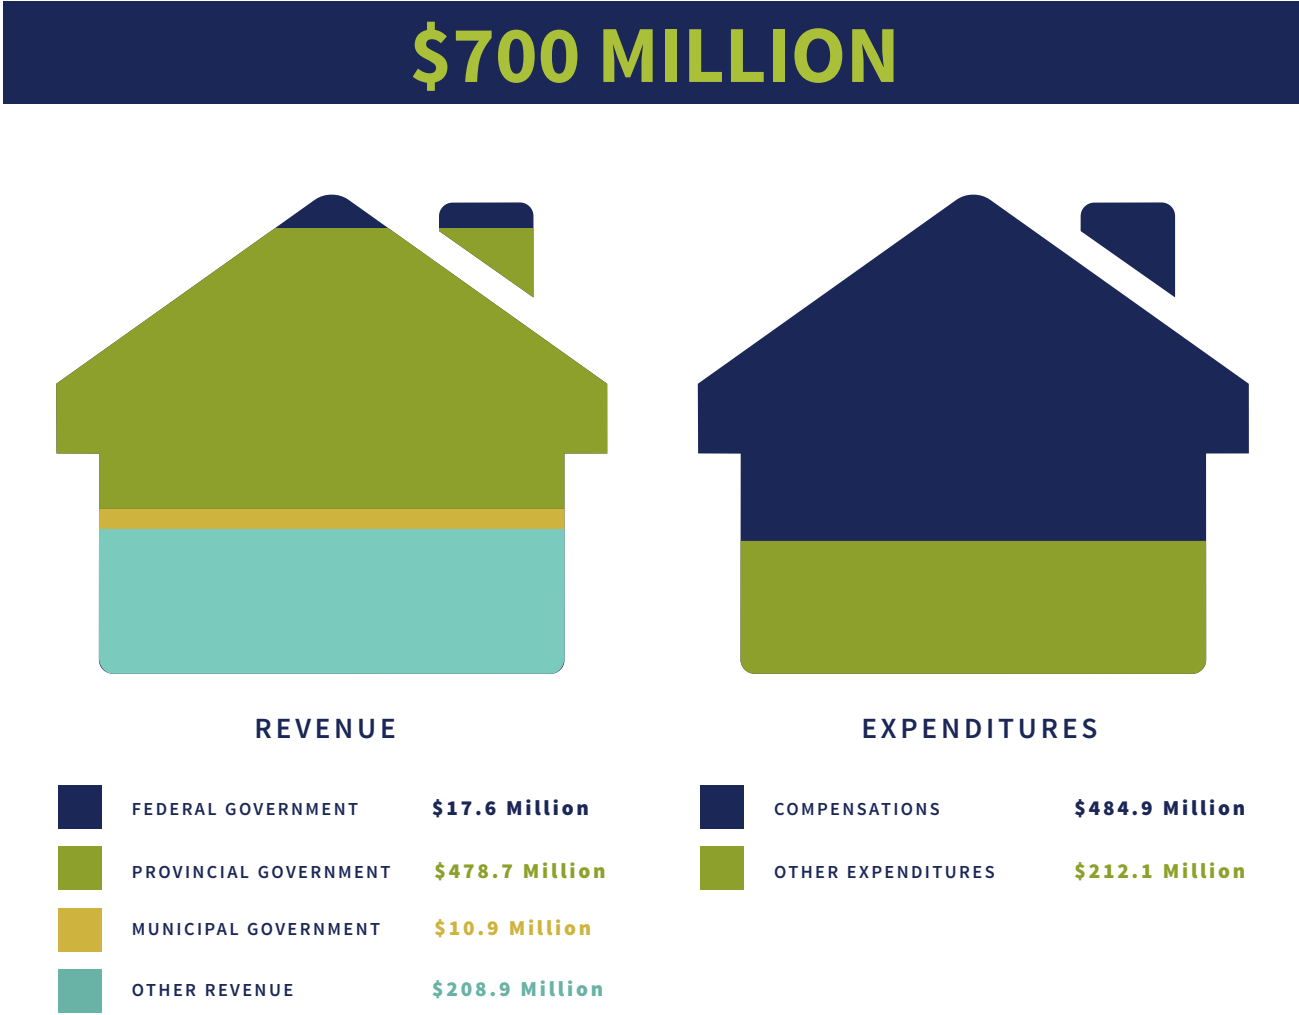 $700 MILLION
REVENUE
FEDERAL GOVERNMENT $17.6 Million
PROVINCIAL GOVERNMENT $478.7 Million
MUNICIPAL GOVERNMENT $10.9 Million
OTHER REVENUE $208.9 Million
EXPENDITURES
COMPENSATIONS $484.9 Million
OTHER EXPENDITURES $212.1 Million